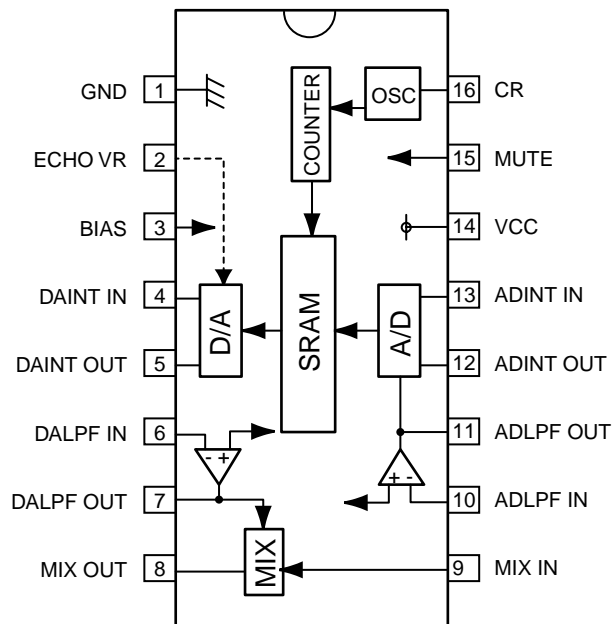 GND 1
ECHO VR 2
BIAS 3
DAINT IN 4
DAINT OUT 5
DALPF IN 6
DALPF OUT 7
MIX OUT 8
COUNTER
OSC
D/A
SRAM
A/D
- +
+ -
MIX
16 CR
15 MUTE
14 VCC
13 ADINT IN
12 ADINT OUT
11 ADLPF OUT
10 ADLPF IN
9 MIX IN